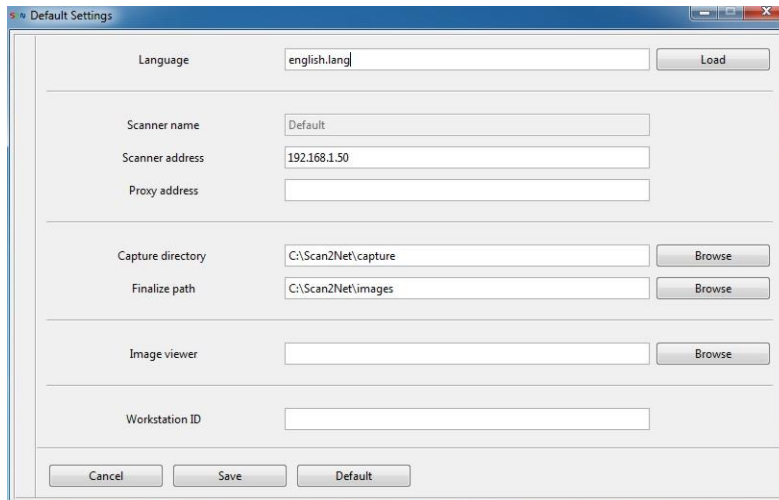 Default Settings
Language english.lang Load
Scanner name Default
Scanner address 192.168.1.50
Proxy address
Capture directory C:\Scan2Net\capture Browse
Finalize path C:\Scan2Net\images Browse
Image viewer Browse
Workstation ID
Cancel Save Default